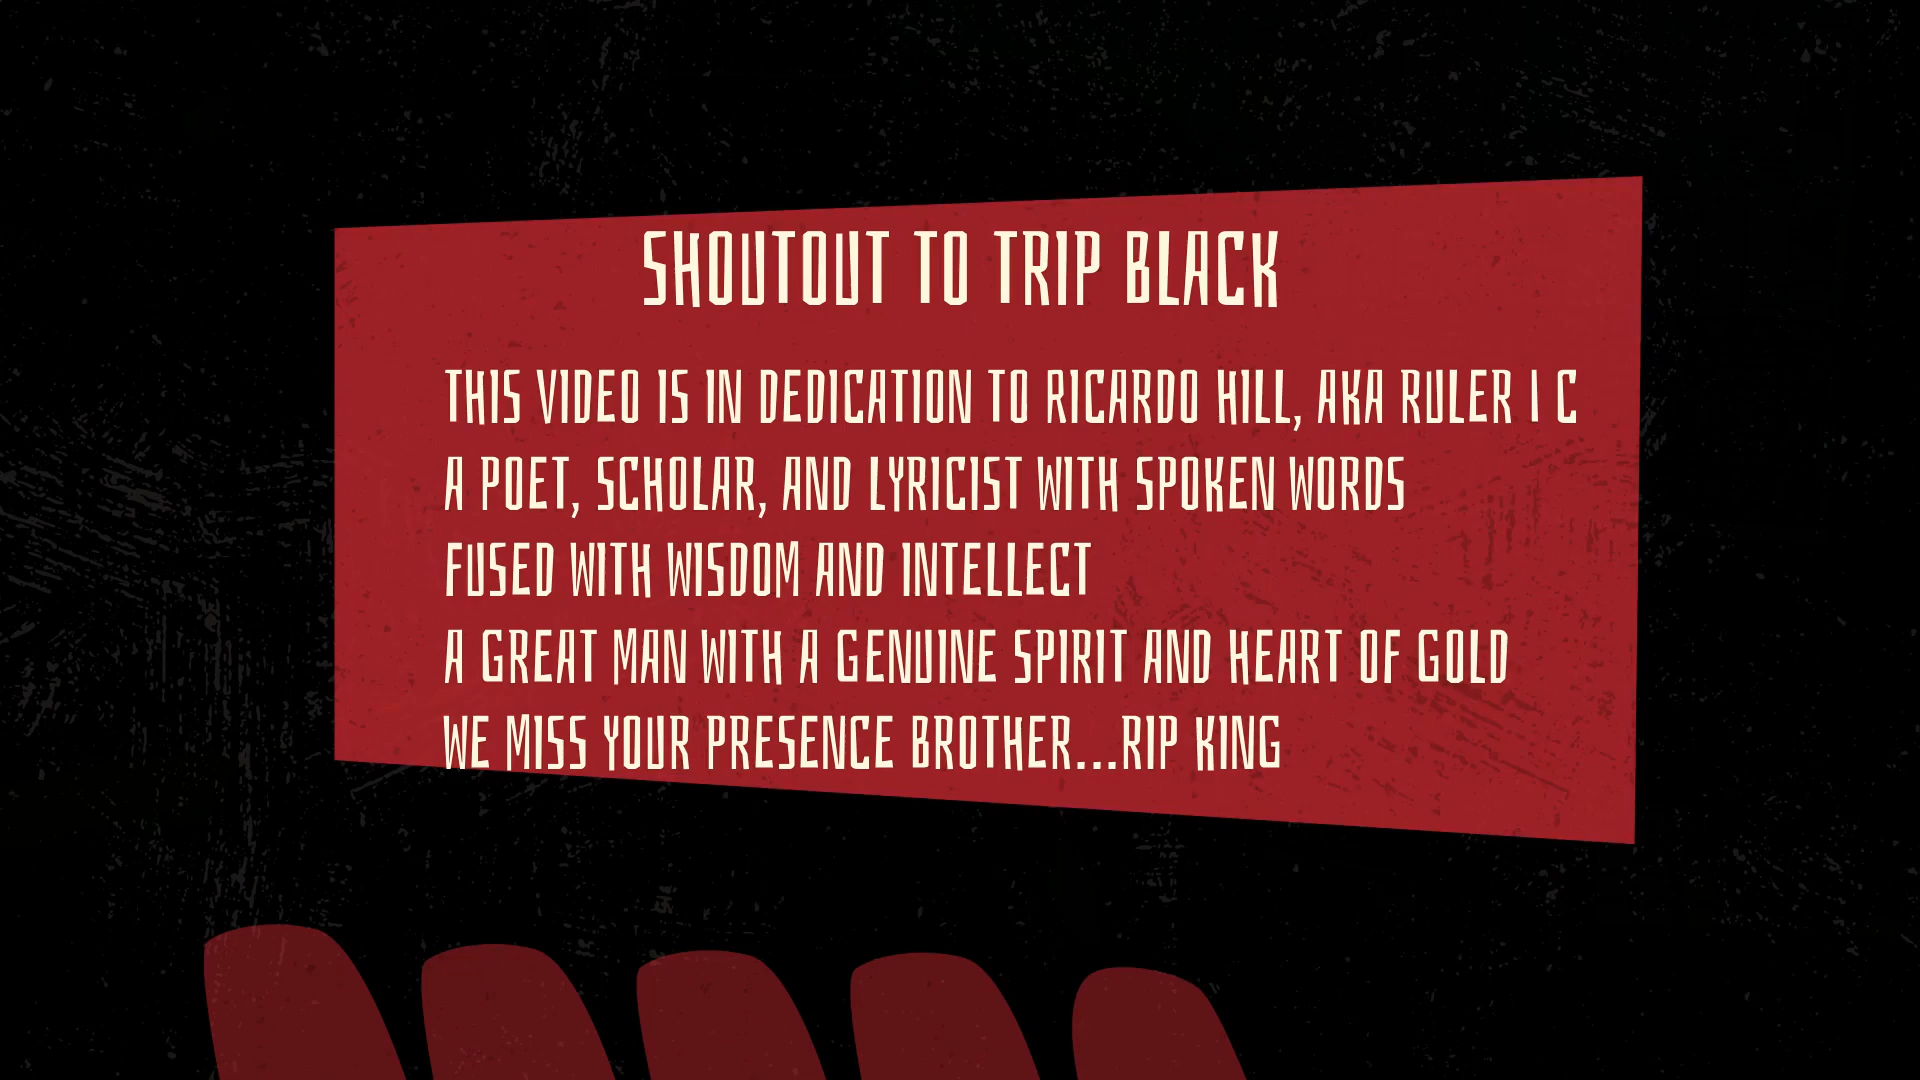 SHOUTOUT TO TRIP BLACK
THIS VIDEO IS IN DEDICATION TO RICARDO HILL, AKA RULER I C
A POET, SCHOLAR, AND LYRICIST WITH SPOKEN WORDS
FUSED WITH WISDOM AND INTELLECT
A GREAT MAN WITH A GENUINE SPIRIT AND HEART OF GOLD
WE MISS YOUR PRESENCE BROTHER...RIP KING